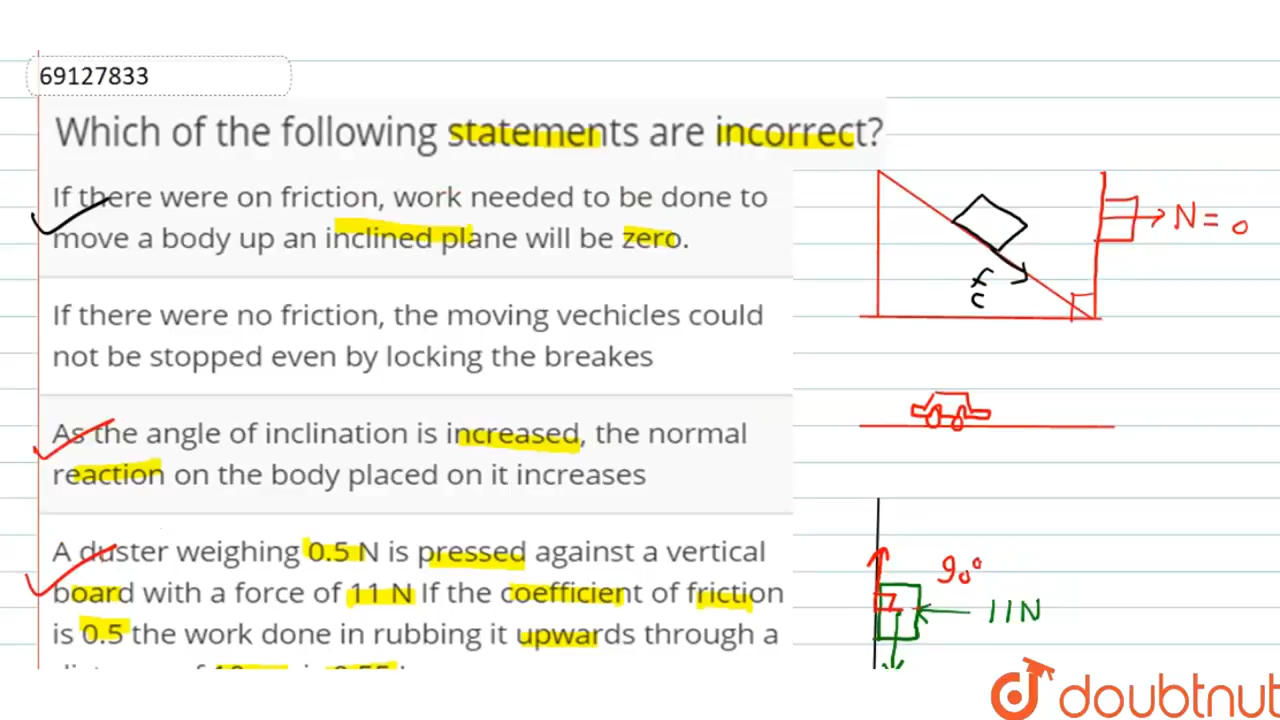 69127833
Which of the following statements are incorrect?
If there were on friction, work needed to be done to
move a body up an inclined plane will be zero.
If there were no friction, the moving vechicles could
not be stopped even by locking the breakes
As the angle of inclination is increased, the normal
reaction on the body placed on it increases
A duster weighing 0.5 N is pressed against a vertical
board with a force of 11 N If the coefficient of friction
is 0.5 the work done in rubbing it upwards through a
N = 0
f
90°
11N
doubtnut